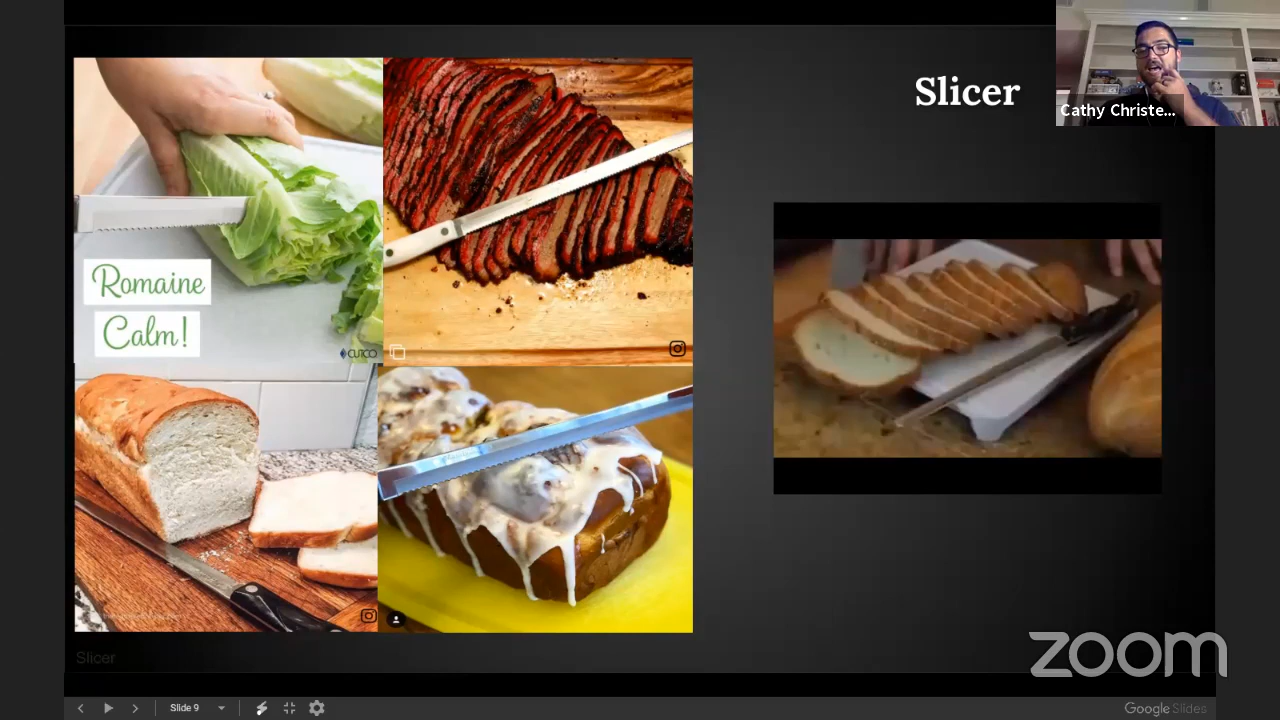 Slicer
Cathy Christe...
Romaine
Calm!
CUTCO
Slicer
zoom
Slide 9
Google Slides